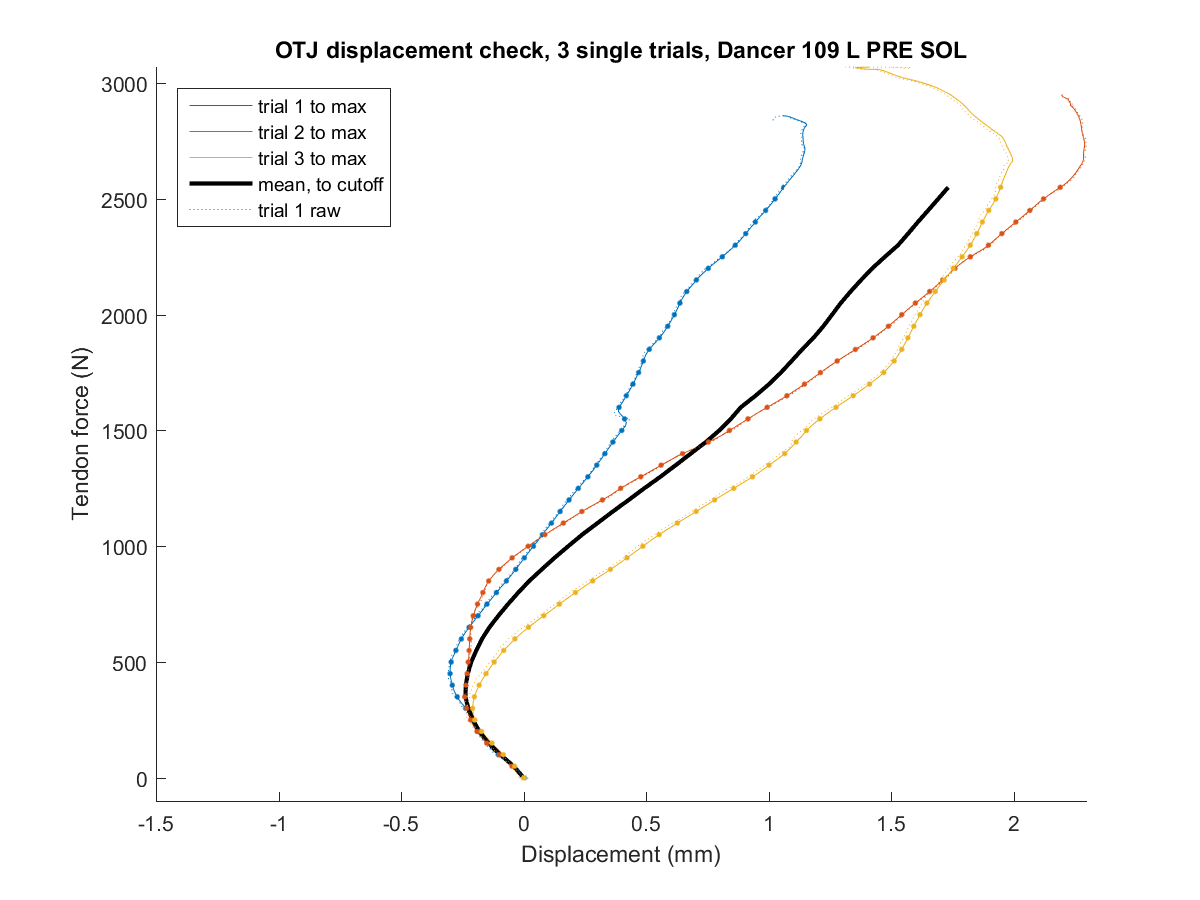 OTJ displacement check, 3 single trials, Dancer 109 L PRE SOL
trial 1 to max
trial 2 to max
trial 3 to max
mean, to cutoff
trial 1 raw
3000
2500
2000
1500
1000
500
0
Tendon force (N)
-1.5
-1
-0.5
0
0.5
1
1.5
2
Displacement (mm)